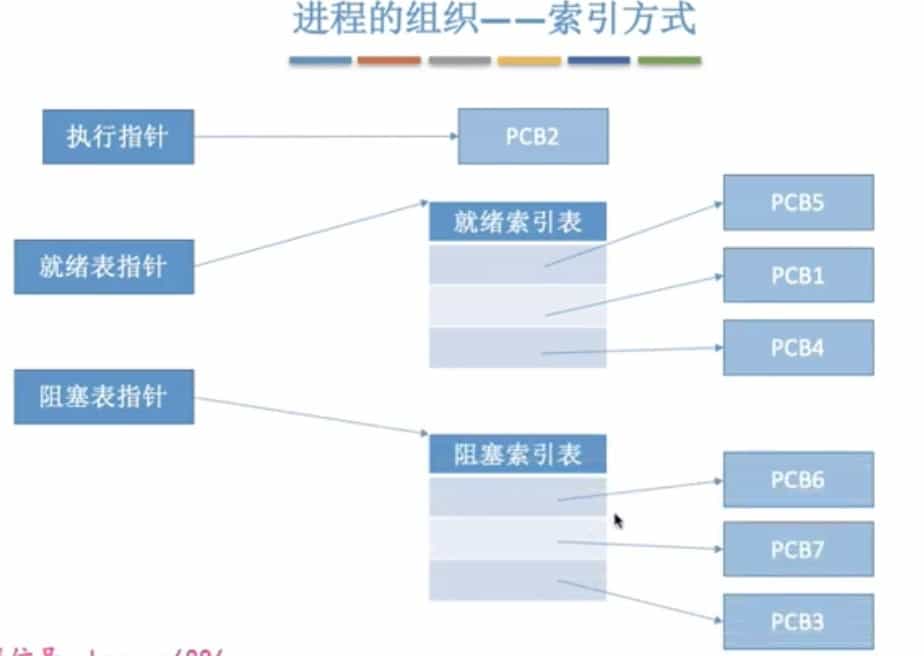 进程的组织——索引方式
执行指针
PCB2
就绪表指针
就绪索引表
PCB5
PCB1
PCB4
阻塞表指针
阻塞索引表
PCB6
PCB7
PCB3